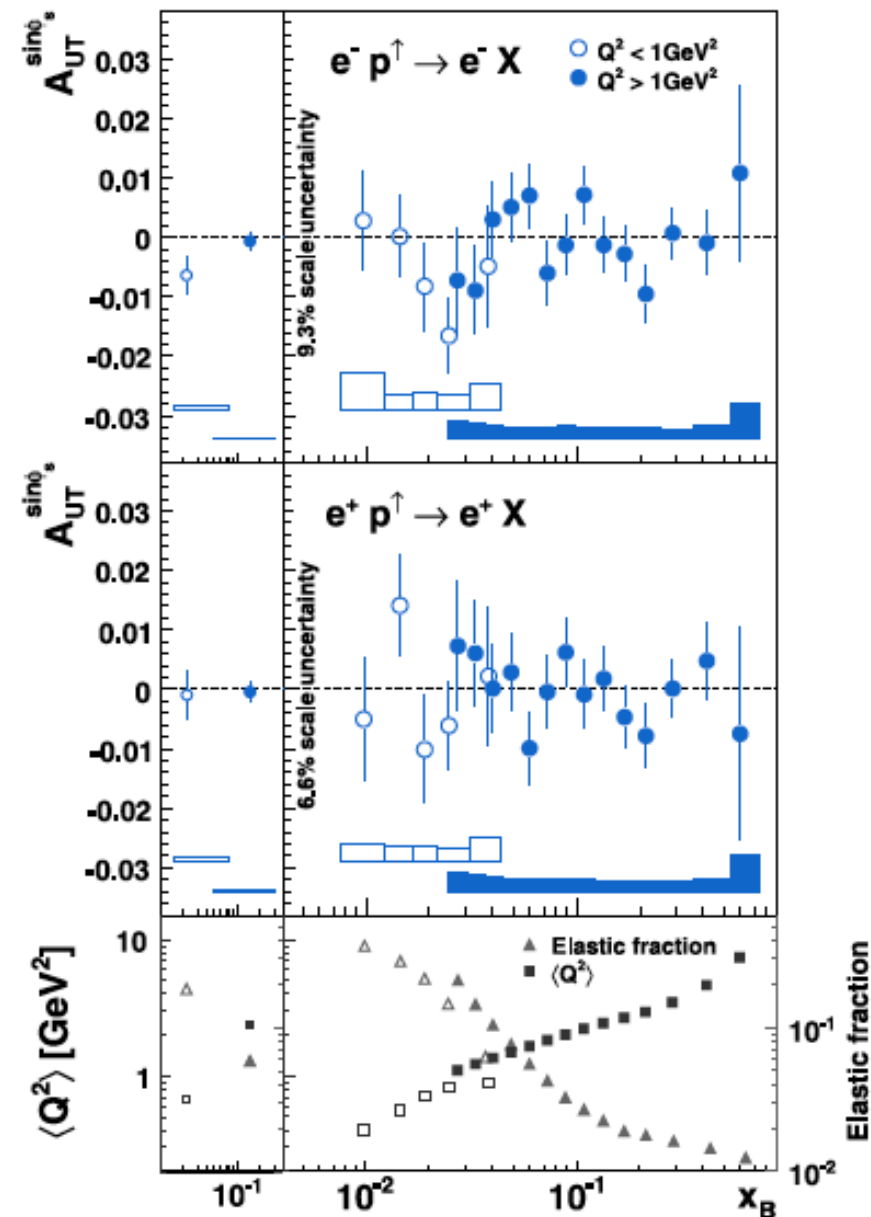 A_UT^sinϕ_s
0.03
0.02
0.01
0
-0.01
-0.02
-0.03
9.3% scale uncertainty
e⁻ p↑ → e⁻ X
Q² < 1GeV²
Q² > 1GeV²
A_UT^sinϕ_s
0.03
0.02
0.01
0
-0.01
-0.02
-0.03
6.6% scale uncertainty
e⁺ p↑ → e⁺ X
⟨Q²⟩ [GeV²]
10
1
Elastic fraction
⟨Q²⟩
10⁻¹
10⁻²
Elastic fraction
10⁻¹
10⁻²
10⁻¹
x_B